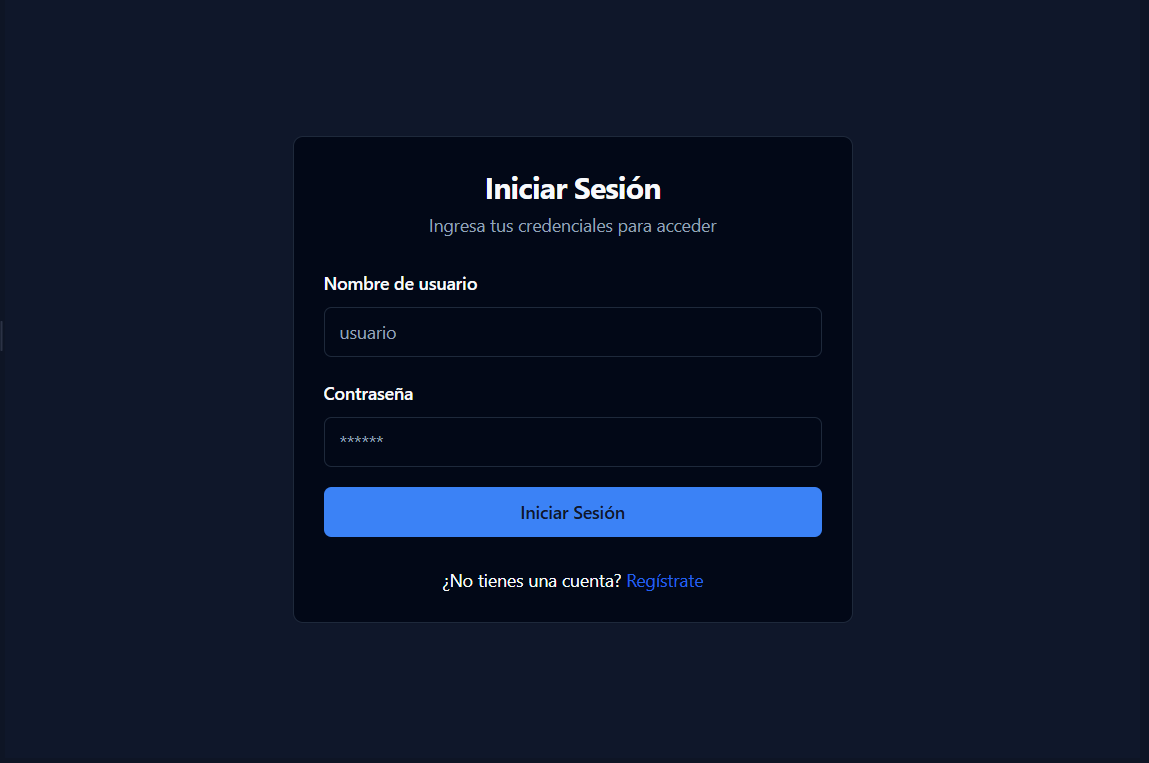 Iniciar Sesión
Ingresa tus credenciales para acceder
Nombre de usuario
usuario
Contraseña
******
Iniciar Sesión
¿No tienes una cuenta? Regístrate